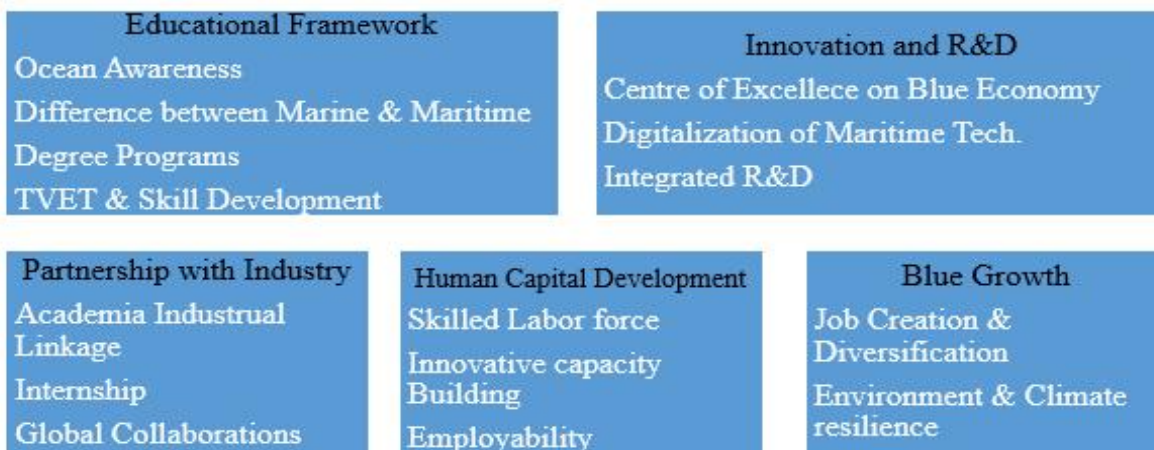 Educational Framework
Ocean Awareness
Difference between Marine & Maritime
Degree Programs
TVET & Skill Development
Innovation and R&D
Centre of Excellece on Blue Economy
Digitalization of Maritime Tech.
Integrated R&D
Partnership with Industry
Academia Industrual
Linkage
Internship
Global Collaborations
Human Capital Development
Skilled Labor force
Innovative capacity
Building
Employability
Blue Growth
Job Creation &
Diversification
Environment & Climate
resilience